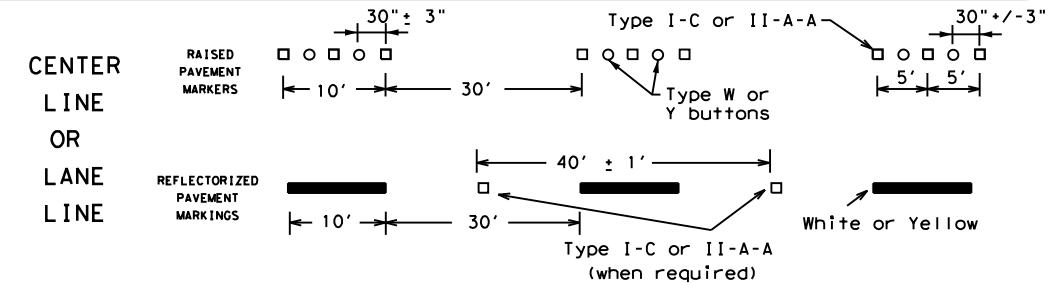 CENTER
LINE
OR
LANE
LINE
RAISED
PAVEMENT
MARKERS
30"± 3"
10'
30'
Type I-C or II-A-A
Type W or
Y buttons
30"+/-3"
5'
5'
REFLECTORIZED
PAVEMENT
MARKINGS
10'
30'
40' ± 1'
Type I-C or II-A-A
(when required)
White or Yellow